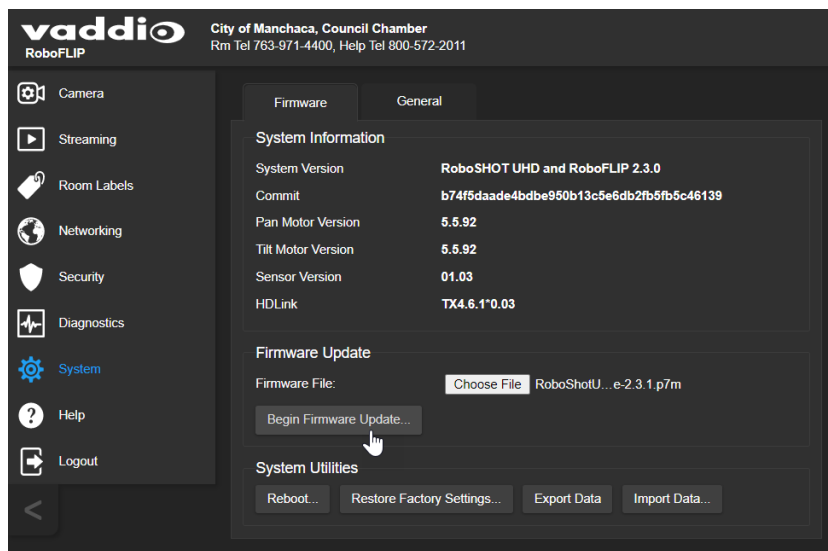 vaddio
RoboFLIP
City of Manchaca, Council Chamber
Rm Tel 763-971-4400, Help Tel 800-572-2011
Camera
Streaming
Room Labels
Networking
Security
Diagnostics
System
Help
Logout
<
Firmware General
System Information
System Version RoboSHOT UHD and RoboFLIP 2.3.0
Commit b74f5daade4bdbe950b13c5e6db2fb5fb5c46139
Pan Motor Version 5.5.92
Tilt Motor Version 5.5.92
Sensor Version 01.03
HDLink TX4.6.1*0.03
Firmware Update
Firmware File: Choose File RoboShotU...e-2.3.1.p7m
Begin Firmware Update...
System Utilities
Reboot... Restore Factory Settings... Export Data Import Data...